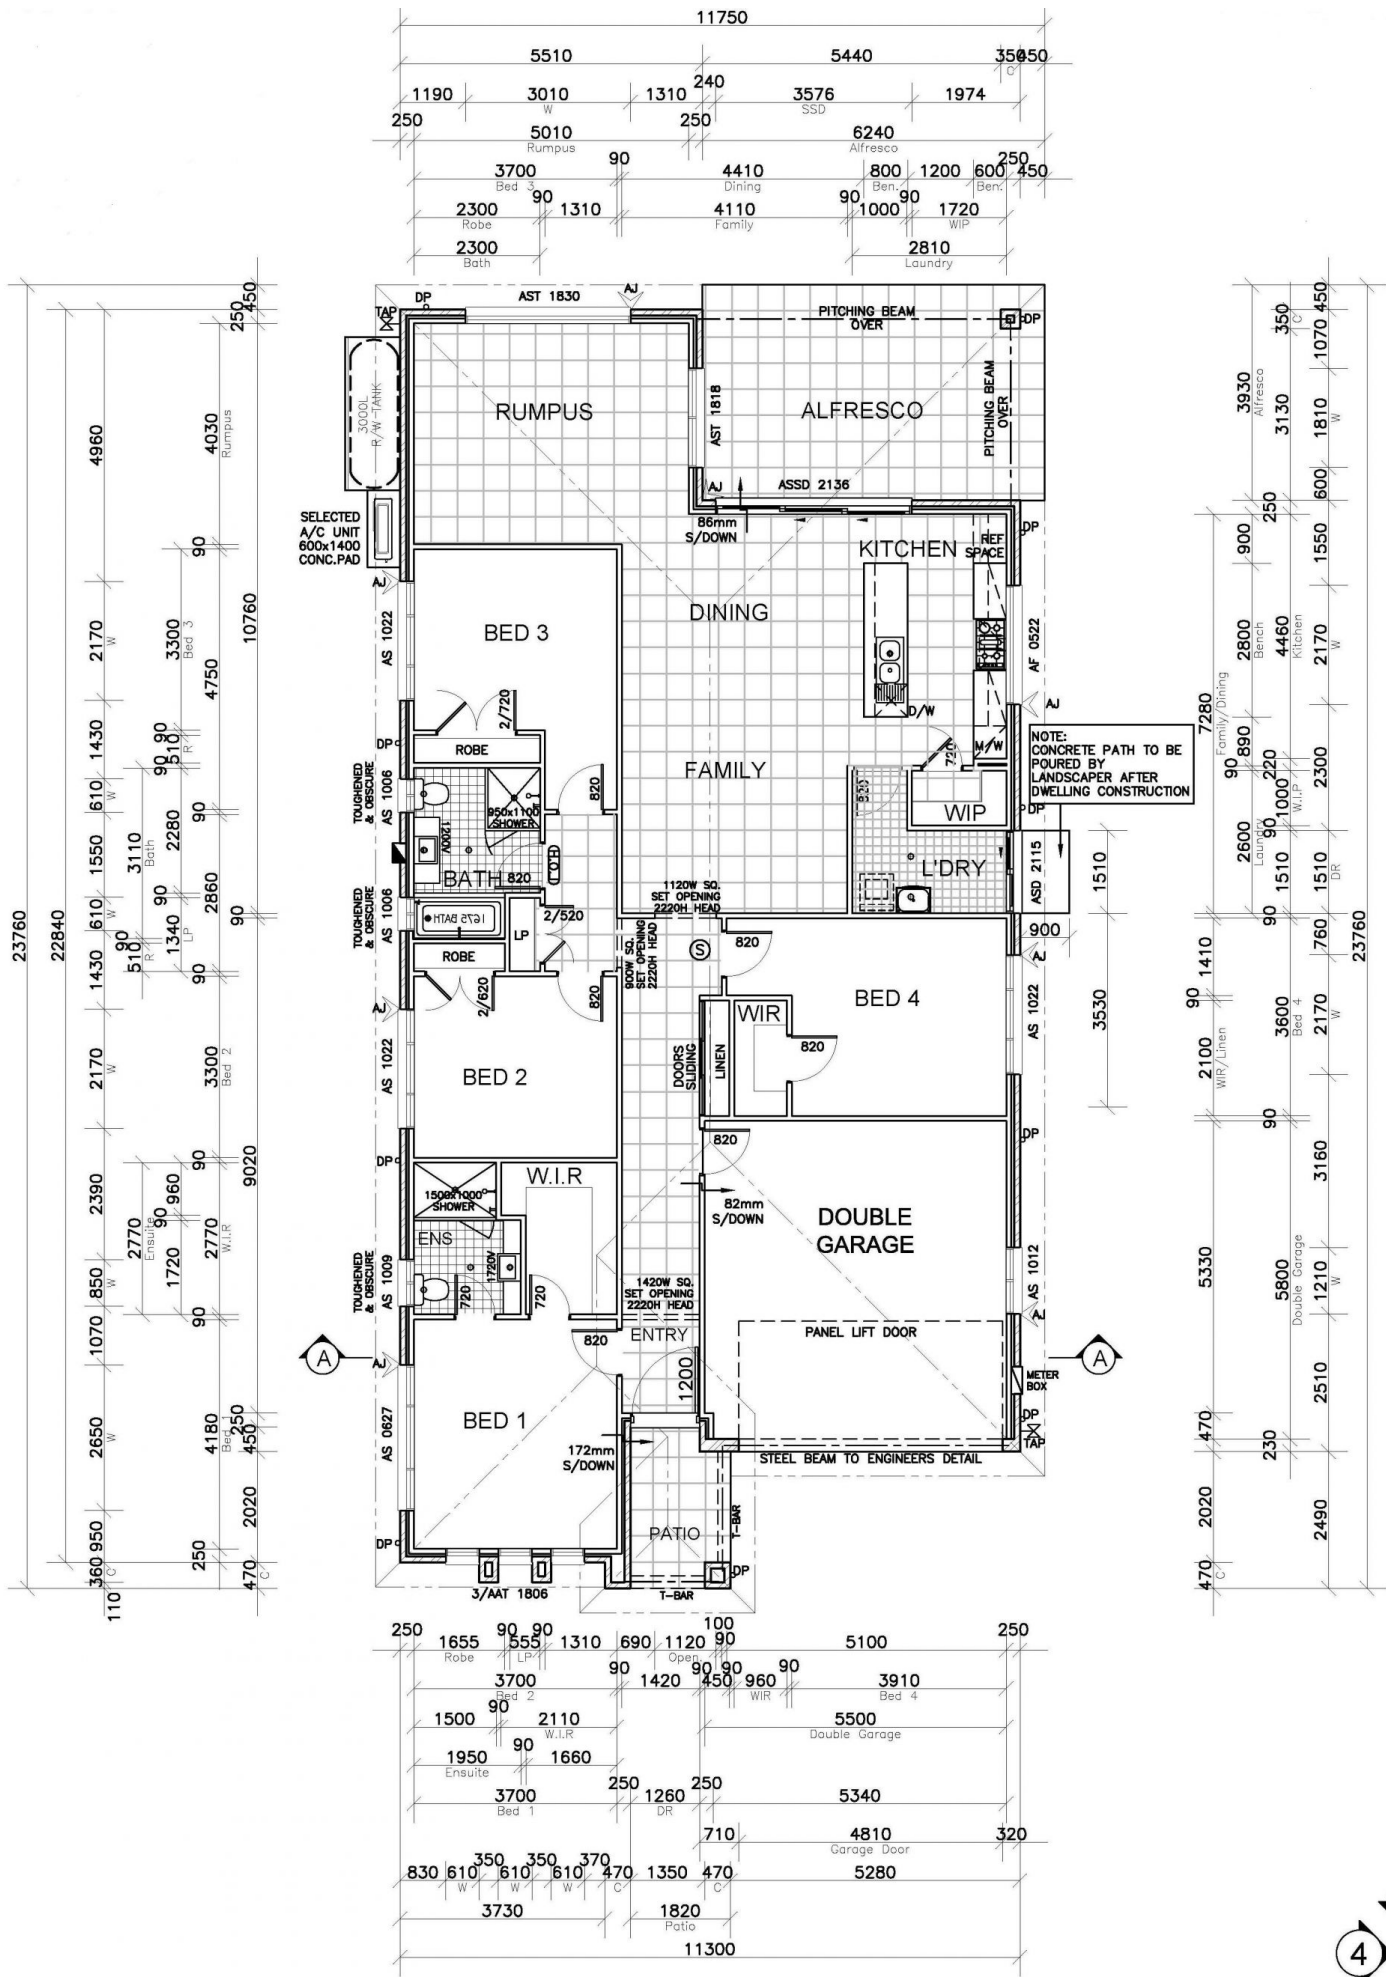 11750
5510 5440 350 450
C
1190 3010 1310 240 3576 1974
W SSD
250 5010 250 6240
Rumpus Alfresco
3700 90 4410 800 1200 600 250 450
Bed 3 Dining Ben. Ben.
2300 90 1310 4110 90 1000 90 1720
Robe Family WIP
2300 2810
Bath Laundry
23760
22840
4960
2170
W
1430
610
W
1550
610
W
1430
2170
W
2390
850
W
1070
2650
W
950
360
C
110
90
510
R
90
3110
Bath
90
510
R
2770
Ensuite
3300
Bed 3
90
2280
90
1340
LP
960
90
1720
250
4030
Rumpus
90
4750
90
2860
90
3300
Bed 2
90
2770
W.I.R
90
4180
Bed 1
250
450
10760
90
9020
250
450
2020
470
C
DP
AST 1830
AJ
TAP
3000L
R/W TANK
SELECTED
A/C UNIT
600x1400
CONC.PAD
RUMPUS
AST 1818
ALFRESCO
PITCHING BEAM
OVER
PITCHING BEAM
OVER
DP
AJ
ASSD 2136
86mm
S/DOWN
DP
KITCHEN
REF
SPACE
AJ
AS 1022
BED 3
DINING
AF 0522
2/720
D/W
AJ
DP
ROBE
M/W
720
NOTE:
CONCRETE PATH TO BE
POURED BY
LANDSCAPER AFTER
DWELLING CONSTRUCTION
FAMILY
TOUGHENED
& OBSCURE
AS 1006
950x1100
SHOWER
820
820
WIP
DP
1200V
BATH
820
H.O.
L'DRY
ASD 2115
TOUGHENED
& OBSCURE
AS 1006
1675 BATH
2/520
LP
1120W SQ.
SET OPENING
2220H HEAD
900W SQ.
SET OPENING
2220H HEAD
S
820
900
AJ
ROBE
AJ
2/620
820
BED 4
WIR
820
AS 1022
AS 1022
BED 2
DOORS
SLIDING
LINEN
820
DP
DP
W.I.R
1500x1000
SHOWER
82mm
S/DOWN
DOUBLE
GARAGE
ENS
1720V
TOUGHENED
& OBSCURE
AS 1009
720
720
1420W SQ.
SET OPENING
2220H HEAD
AS 1012
AJ
820
ENTRY
PANEL LIFT DOOR
A
A
AJ
1200
METER
BOX
AS 0627
BED 1
172mm
S/DOWN
DP
TAP
STEEL BEAM TO ENGINEERS DETAIL
PATIO
T-BAR
DP
DP
3/AAT 1806
T-BAR
1510
3530
3930
Alfresco
900
2800
Bench
890
90
2600
Laundry
1410
90
2100
WIR/Linen
5330
470
2020
470
C
7280
Family/Dining
350
C
3130
250
4460
Kitchen
220
1000
W.I.P
90
1510
90
3600
Bed 4
90
5800
Double Garage
230
450
1070
1810
W
600
1550
2170
W
2300
1510
DR
760
2170
W
3160
1210
W
2510
2490
23760
250 1655 90 555 90 1310 690 1120 100 90 5100 250
Robe LP Open.
3700 90 1420 90 450 90 960 90 3910
Bed 2 WIR Bed 4
1500 90 2110 5500
W.I.R Double Garage
1950 90 1660
Ensuite
3700 250 1260 250 5340
Bed 1 DR
710 4810 320
Garage Door
830 610 350 610 350 610 370 470 1350 470 5280
W W W C C
3730 1820
Patio
11300
4